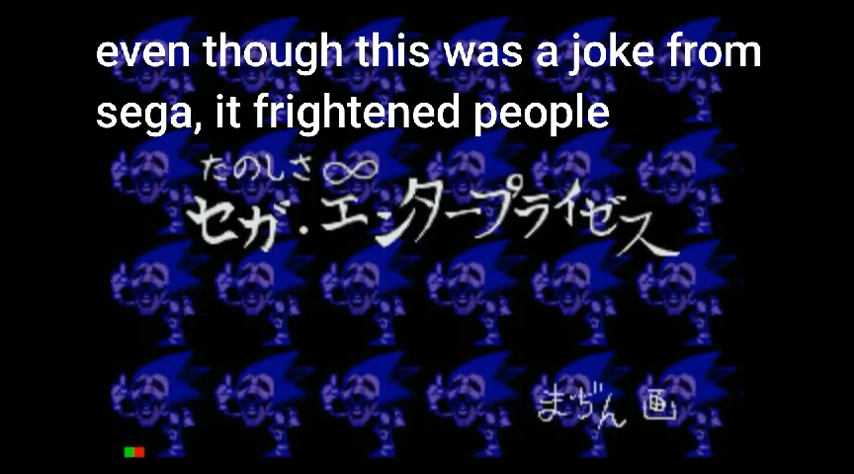 even though this was a joke from
sega, it frightened people
たのしさ∞
セガ・エンタープライゼス
まぢん 画